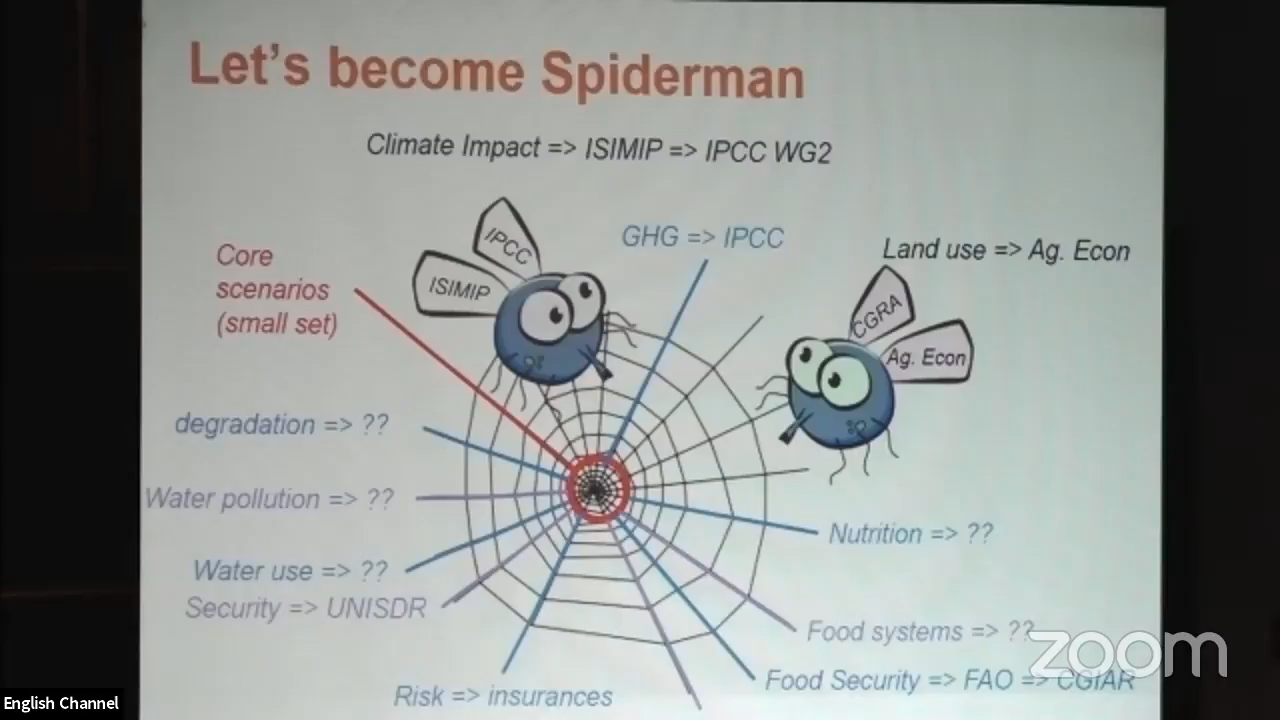 Let's become Spiderman
Climate Impact => ISIMIP => IPCC WG2
IPCC
ISIMIP
GHG => IPCC
Land use => Ag. Econ
Core
scenarios
(small set)
CGRA
Ag. Econ
degradation => ??
Water pollution => ??
Water use => ??
Security => UNISDR
Risk => insurances
Nutrition => ??
Food systems => ??
Food Security => FAO => CGIAR
zoom
English Channel